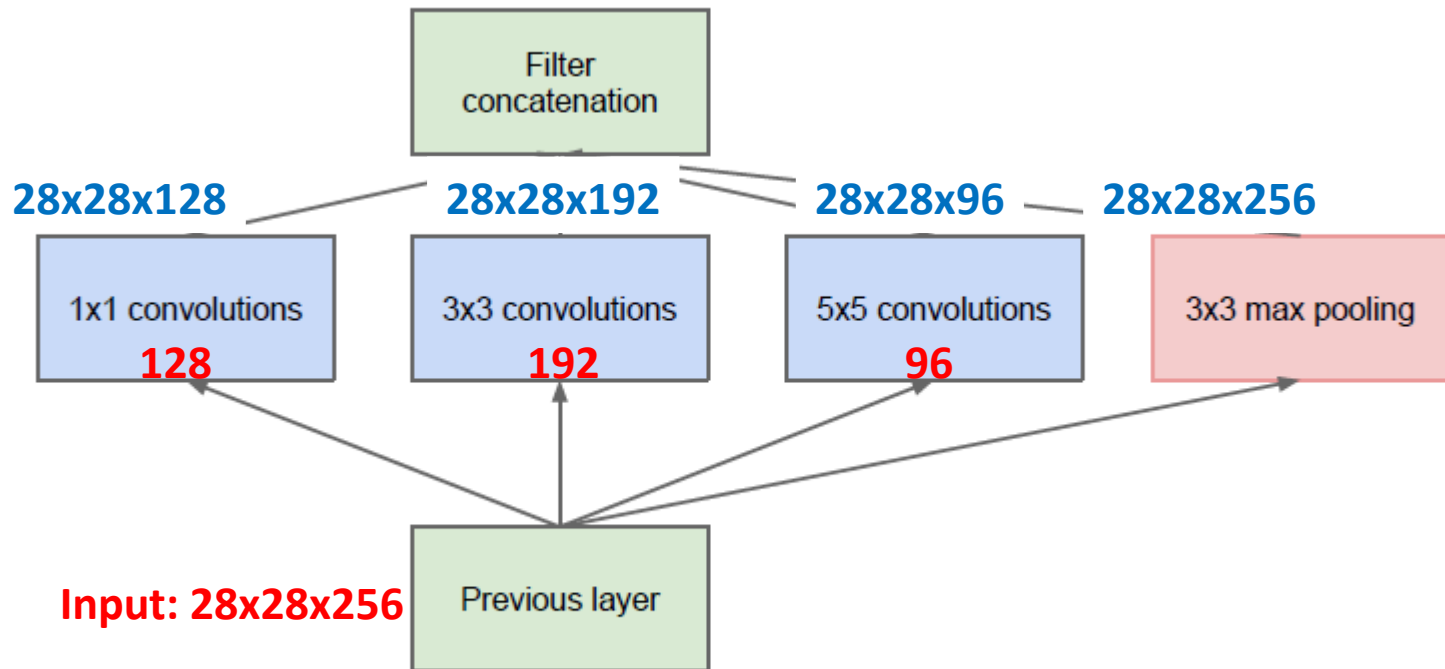 Filter
concatenation
28x28x128
28x28x192
28x28x96
28x28x256
1x1 convolutions
128
3x3 convolutions
192
5x5 convolutions
96
3x3 max pooling
Input: 28x28x256
Previous layer